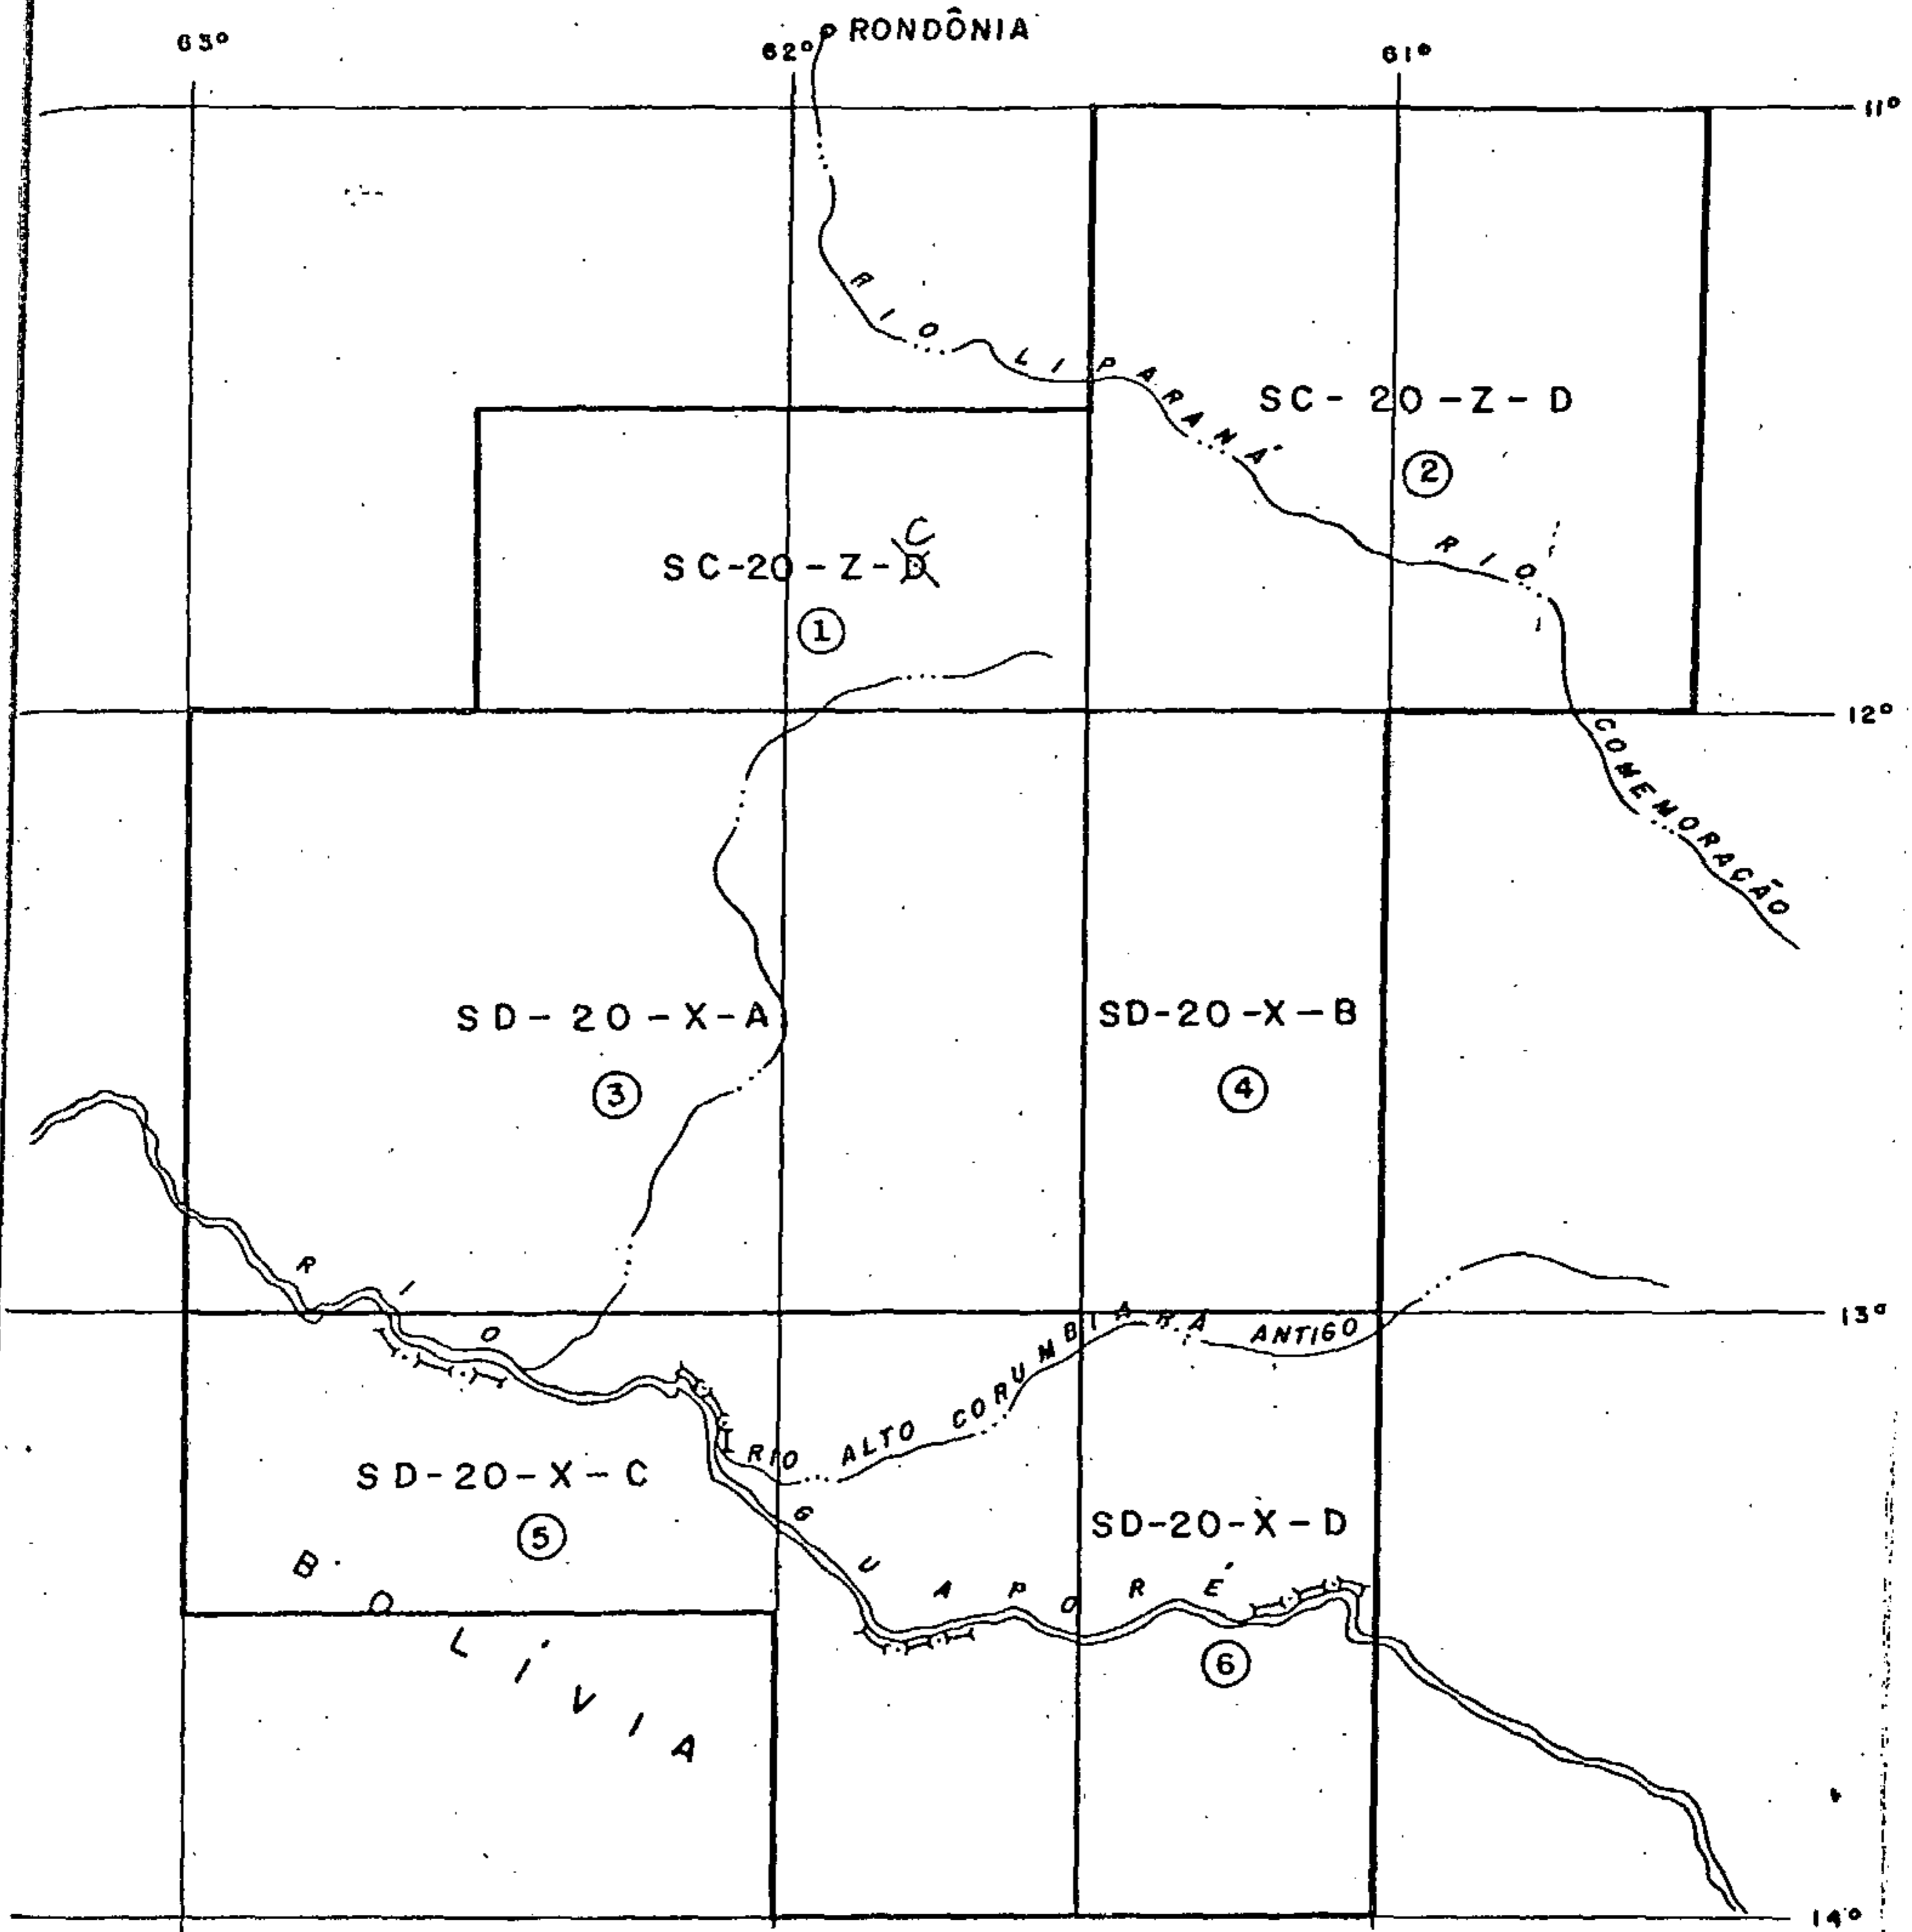 RONDÔNIA
63°
62°
61°
11°
RIO LIPARANÁ
SC-20-Z-D
2
C
SC-20-Z-D
1
RIO COMEMORAÇÃO
12°
SD-20-X-A
3
SD-20-X-B
4
13°
RIO GUAPORÉ
RIO ALTO CORUMBIARA ANTIGO
SD-20-X-C
5
SD-20-X-D
6
BOLÍVIA
14°